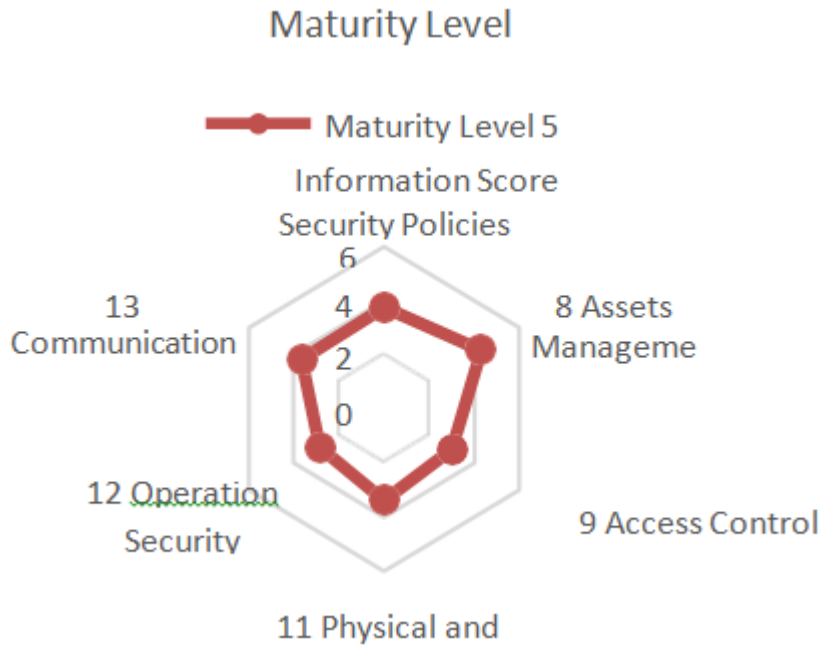 Maturity Level
Maturity Level 5
Information Score
Security Policies
6
4
2
0
8 Assets
Manageme
9 Access Control
11 Physical and
12 Operation
Security
13
Communication